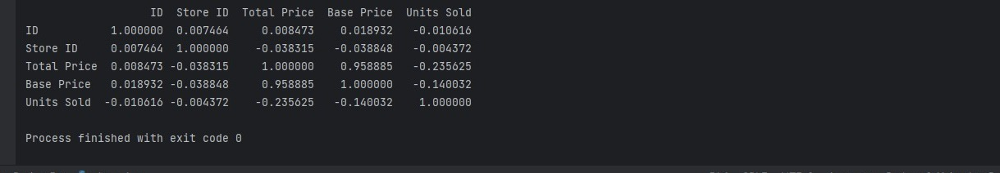 ID Store ID Total Price Base Price Units Sold
ID 1.000000 0.007464 0.008473 0.018932 -0.010616
Store ID 0.007464 1.000000 -0.038315 -0.038848 -0.004372
Total Price 0.008473 -0.038315 1.000000 0.958885 -0.235625
Base Price 0.018932 -0.038848 0.958885 1.000000 -0.140032
Units Sold -0.010616 -0.004372 -0.235625 -0.140032 1.000000
Process finished with exit code 0